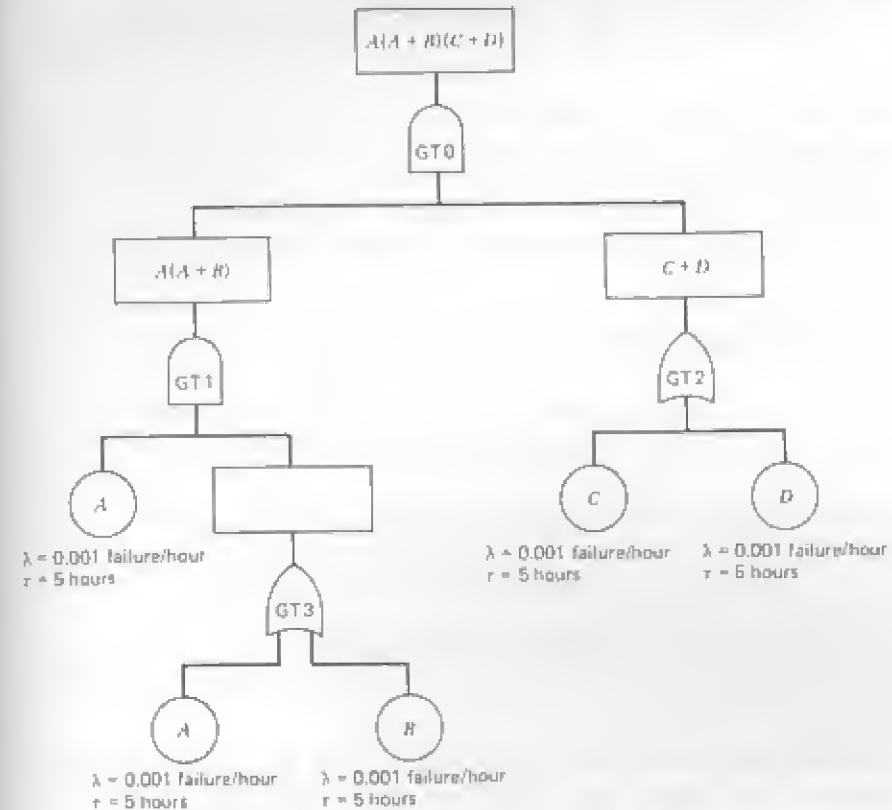 A(A + B)(C + D)
GT0
A(A + B)
C + D
GT1
GT2
A
C
D
λ = 0.001 failure/hour
τ = 5 hours
λ = 0.001 failure/hour
τ = 5 hours
λ = 0.001 failure/hour
τ = 5 hours
GT3
A
B
λ = 0.001 failure/hour
τ = 5 hours
λ = 0.001 failure/hour
τ = 5 hours